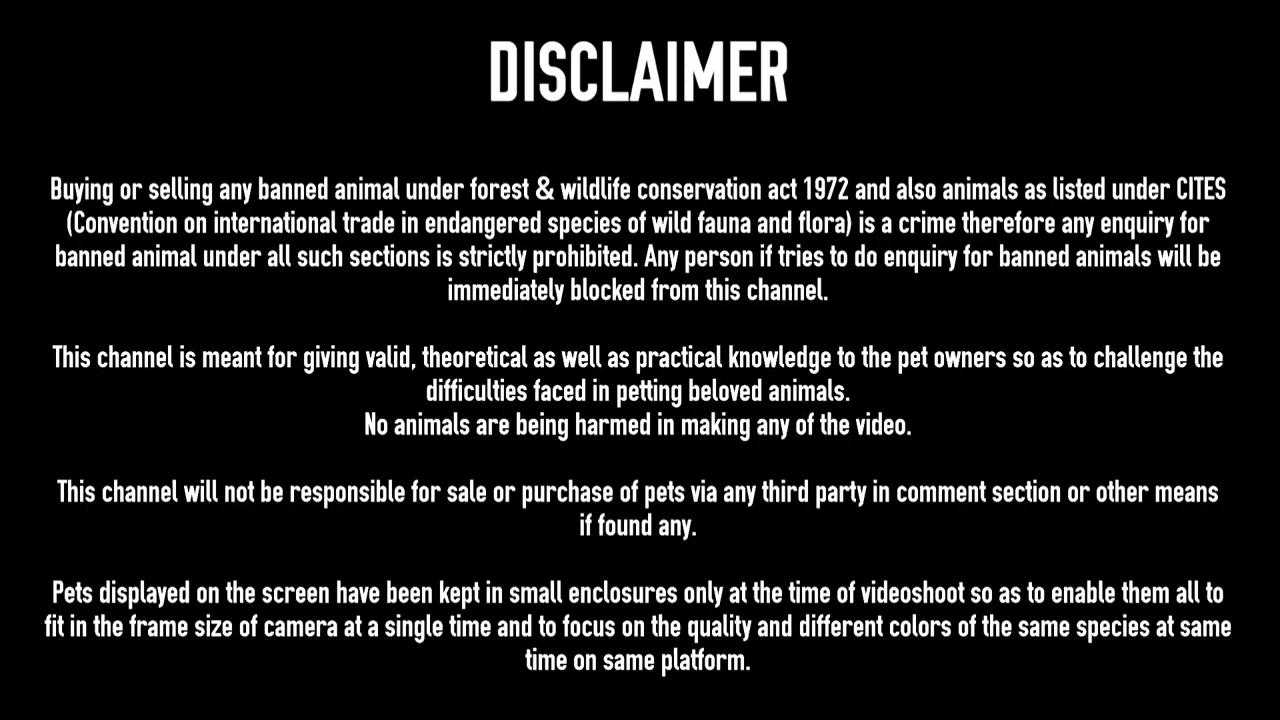 DISCLAIMER
Buying or selling any banned animal under forest & wildlife conservation act 1972 and also animals as listed under CITES
(Convention on international trade in endangered species of wild fauna and flora) is a crime therefore any enquiry for
banned animal under all such sections is strictly prohibited. Any person if tries to do enquiry for banned animals will be
immediately blocked from this channel.
This channel is meant for giving valid, theoretical as well as practical knowledge to the pet owners so as to challenge the
difficulties faced in petting beloved animals.
No animals are being harmed in making any of the video.
This channel will not be responsible for sale or purchase of pets via any third party in comment section or other means
if found any.
Pets displayed on the screen have been kept in small enclosures only at the time of videoshoot so as to enable them all to
fit in the frame size of camera at a single time and to focus on the quality and different colors of the same species at same
time on same platform.